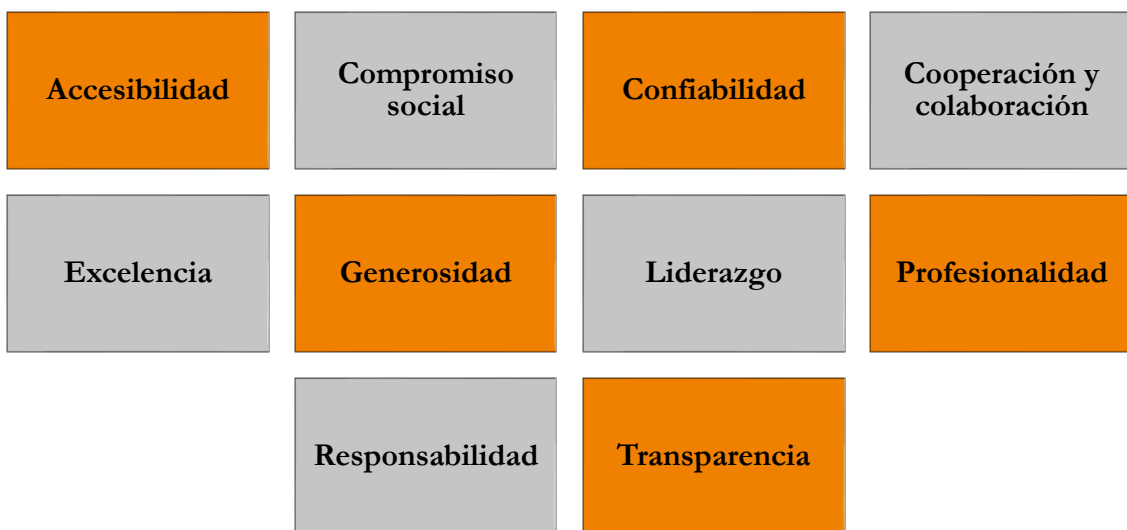 Accesibilidad
Compromiso
social
Confiabilidad
Cooperación y
colaboración
Excelencia
Generosidad
Liderazgo
Profesionalidad
Responsabilidad
Transparencia